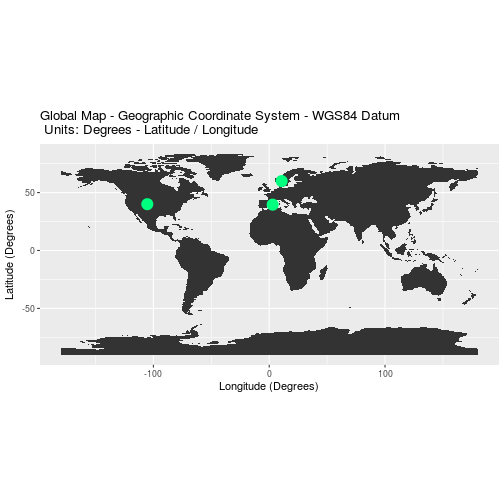 Global Map - Geographic Coordinate System - WGS84 Datum
Units: Degrees - Latitude / Longitude
Latitude (Degrees)
50
0
-50
-100
0
100
Longitude (Degrees)